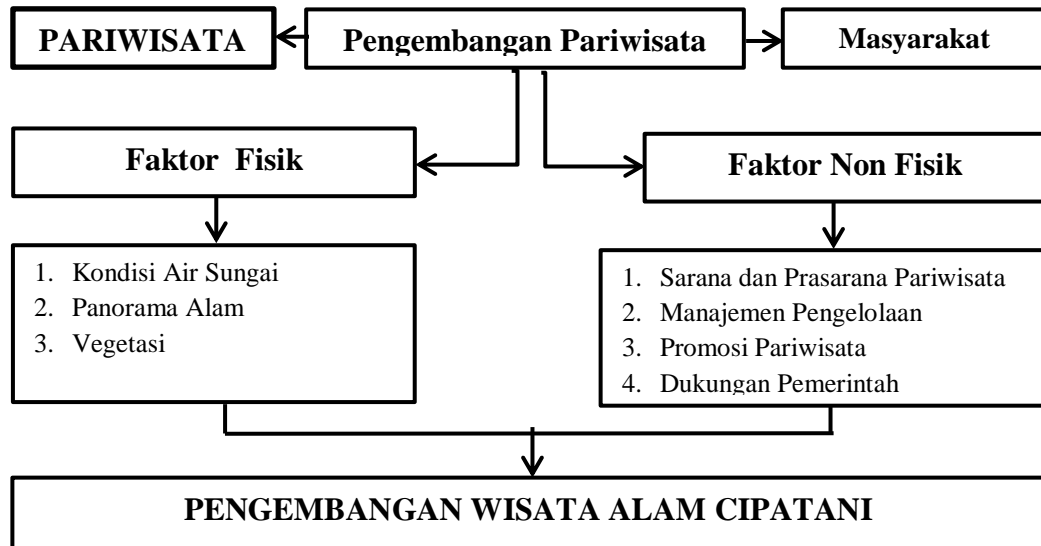 PARIWISATA
Pengembangan Pariwisata
Masyarakat
Faktor Fisik
Faktor Non Fisik
1. Kondisi Air Sungai
2. Panorama Alam
3. Vegetasi
1. Sarana dan Prasarana Pariwisata
2. Manajemen Pengelolaan
3. Promosi Pariwisata
4. Dukungan Pemerintah
PENGEMBANGAN WISATA ALAM CIPATANI